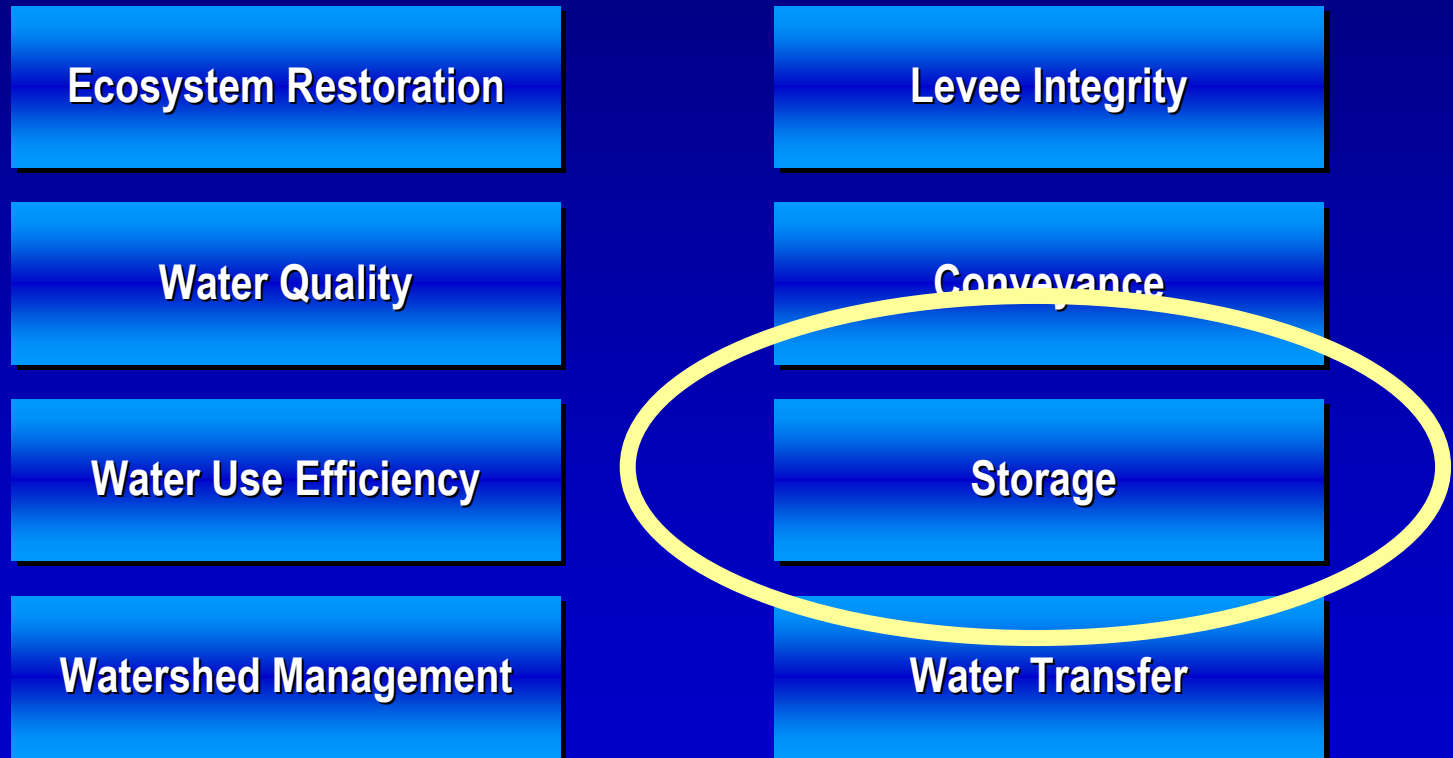 Ecosystem Restoration
Levee Integrity
Water Quality
Conveyance
Water Use Efficiency
Storage
Watershed Management
Water Transfer